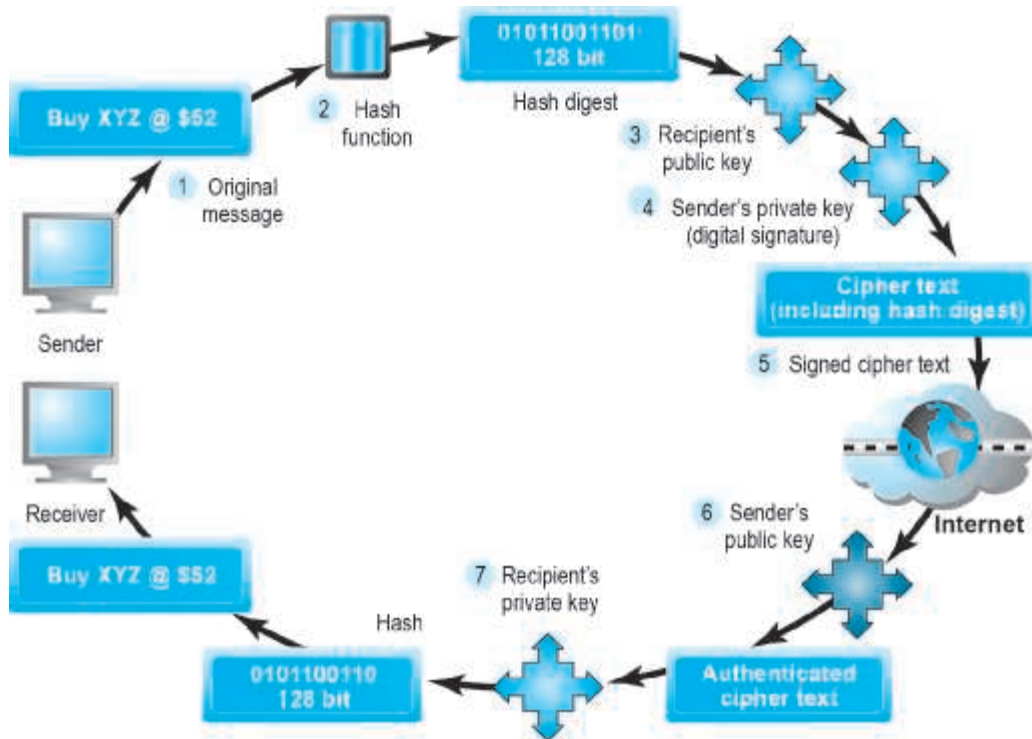 Buy XYZ @ $52
1 Original
message
Sender
2 Hash
function
01011001101
128 bit
Hash digest
3 Recipient's
public key
4 Sender's private key
(digital signature)
Cipher text
(including hash digest)
5 Signed cipher text
Internet
6 Sender's
public key
Authenticated
cipher text
7 Recipient's
private key
Hash
0101100110
128 bit
Buy XYZ @ $52
Receiver